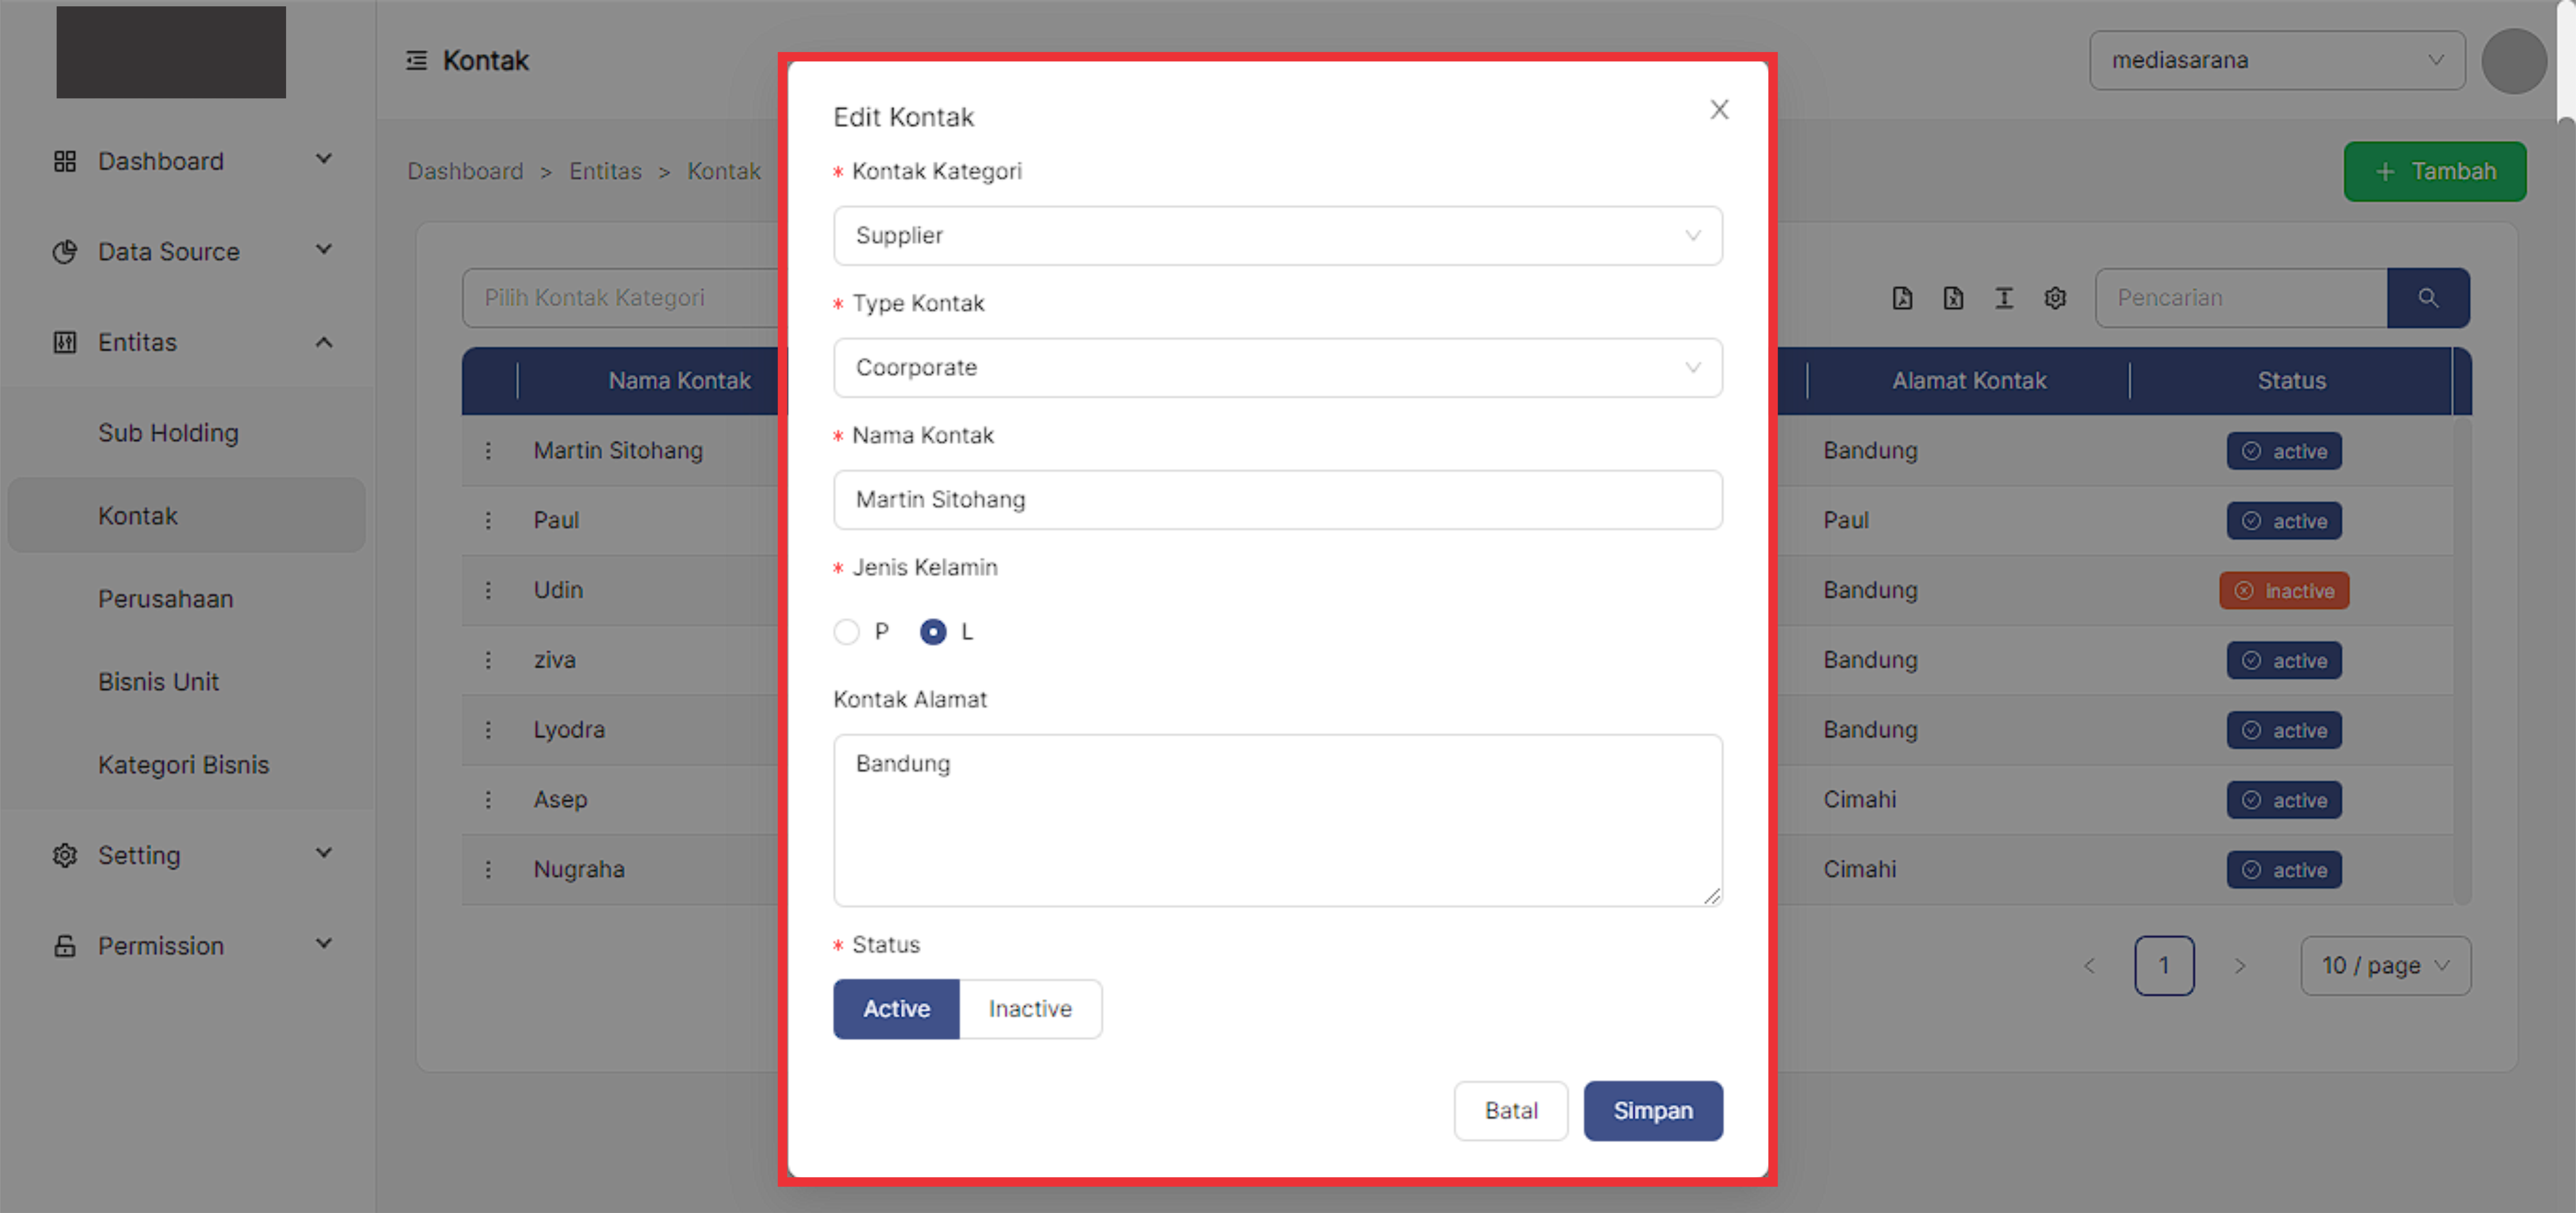 Kontak
mediasarana
Dashboard
Data Source
Entitas
Sub Holding
Kontak
Perusahaan
Bisnis Unit
Kategori Bisnis
Setting
Permission
Dashboard > Entitas > Kontak
+ Tambah
Pilih Kontak Kategori
Pencarian
Nama Kontak
Alamat Kontak
Status
Martin Sitohang
Bandung
active
Paul
Paul
active
Udin
Bandung
inactive
ziva
Bandung
active
Lyodra
Bandung
active
Asep
Cimahi
active
Nugraha
Cimahi
active
< 1 >
10 / page
Edit Kontak
* Kontak Kategori
Supplier
* Type Kontak
Coorporate
* Nama Kontak
Martin Sitohang
* Jenis Kelamin
P L
Kontak Alamat
Bandung
* Status
Active Inactive
Batal Simpan